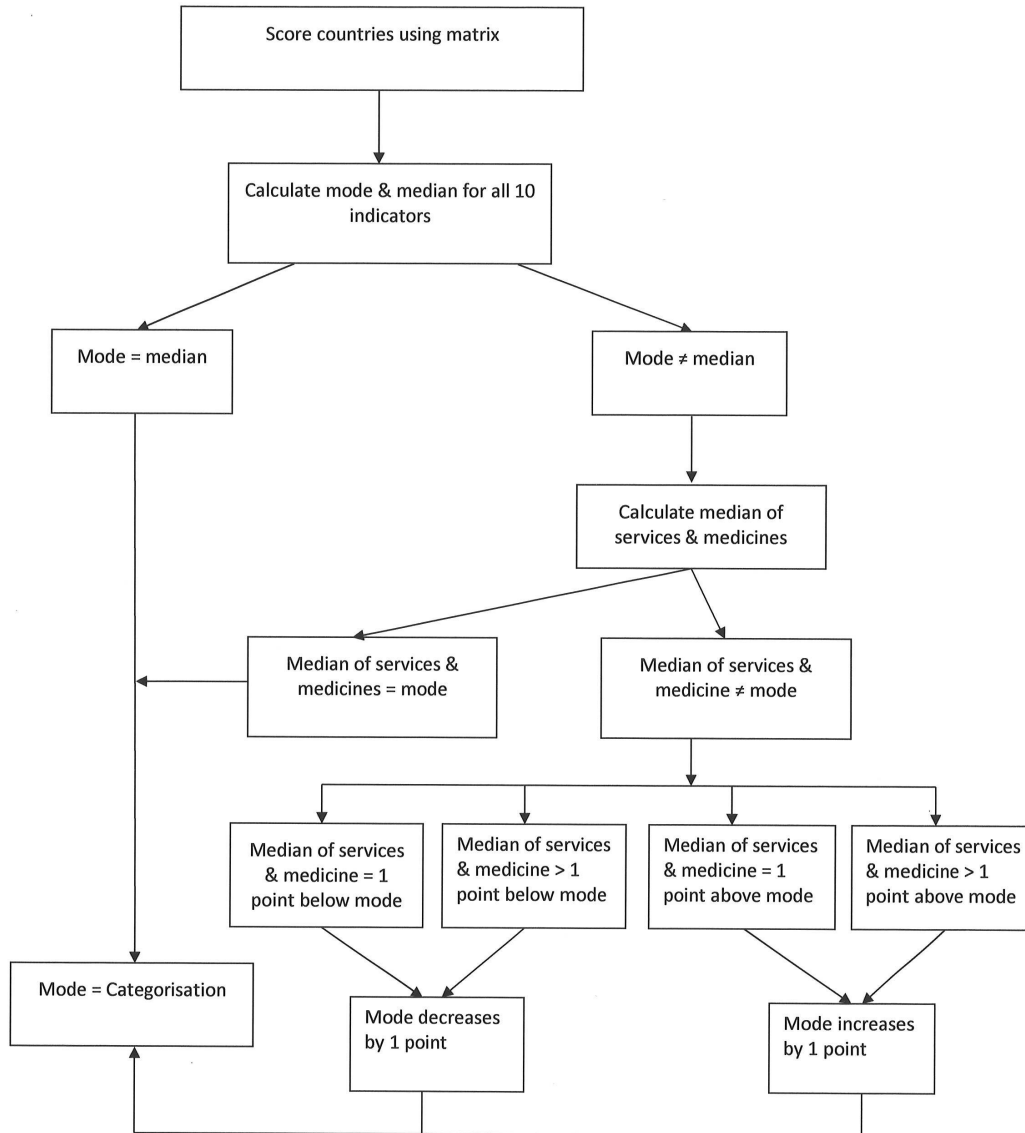 Score countries using matrix
Calculate mode & median for all 10
indicators
Mode = median
Mode ≠ median
Calculate median of
services & medicines
Median of services &
medicines = mode
Median of services &
medicine ≠ mode
Median of services
& medicine = 1
point below mode
Median of services
& medicine > 1
point below mode
Median of services
& medicine = 1
point above mode
Median of services
& medicine > 1
point above mode
Mode = Categorisation
Mode decreases
by 1 point
Mode increases
by 1 point